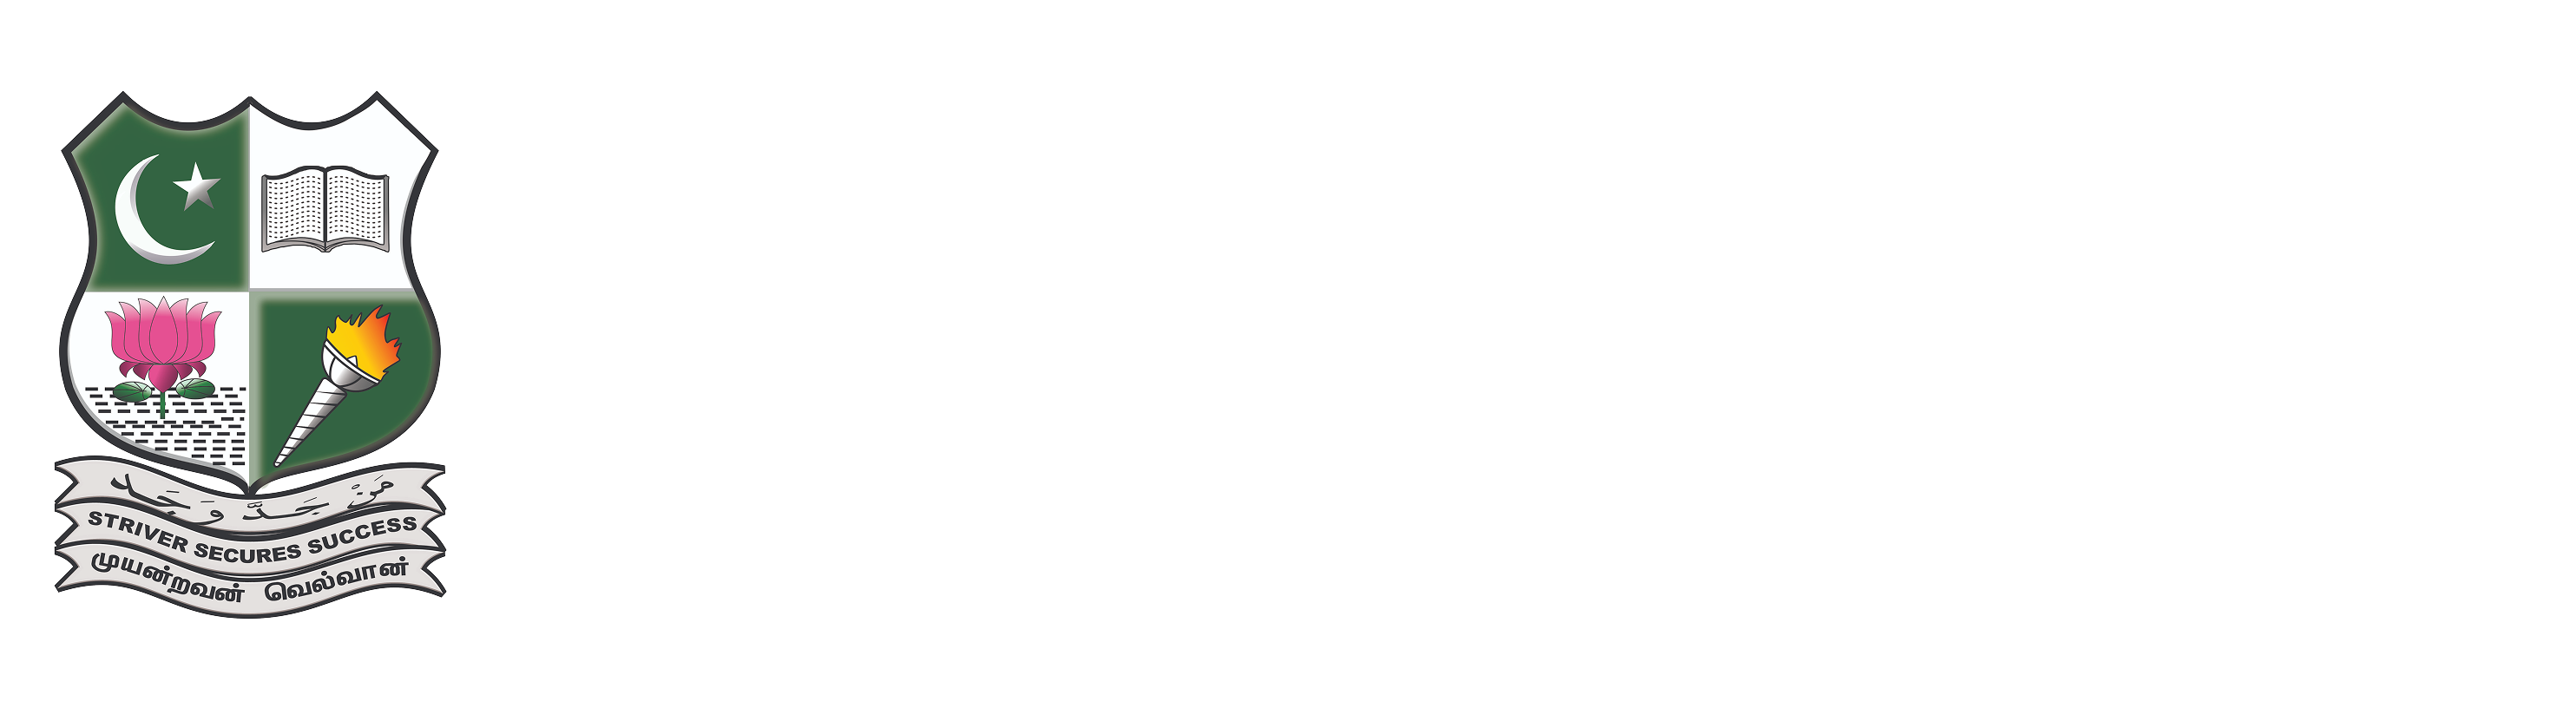 مَنْ جَدَّ وَجَدَ
STRIVER SECURES SUCCESS
முயன்றவன் வெல்வான்